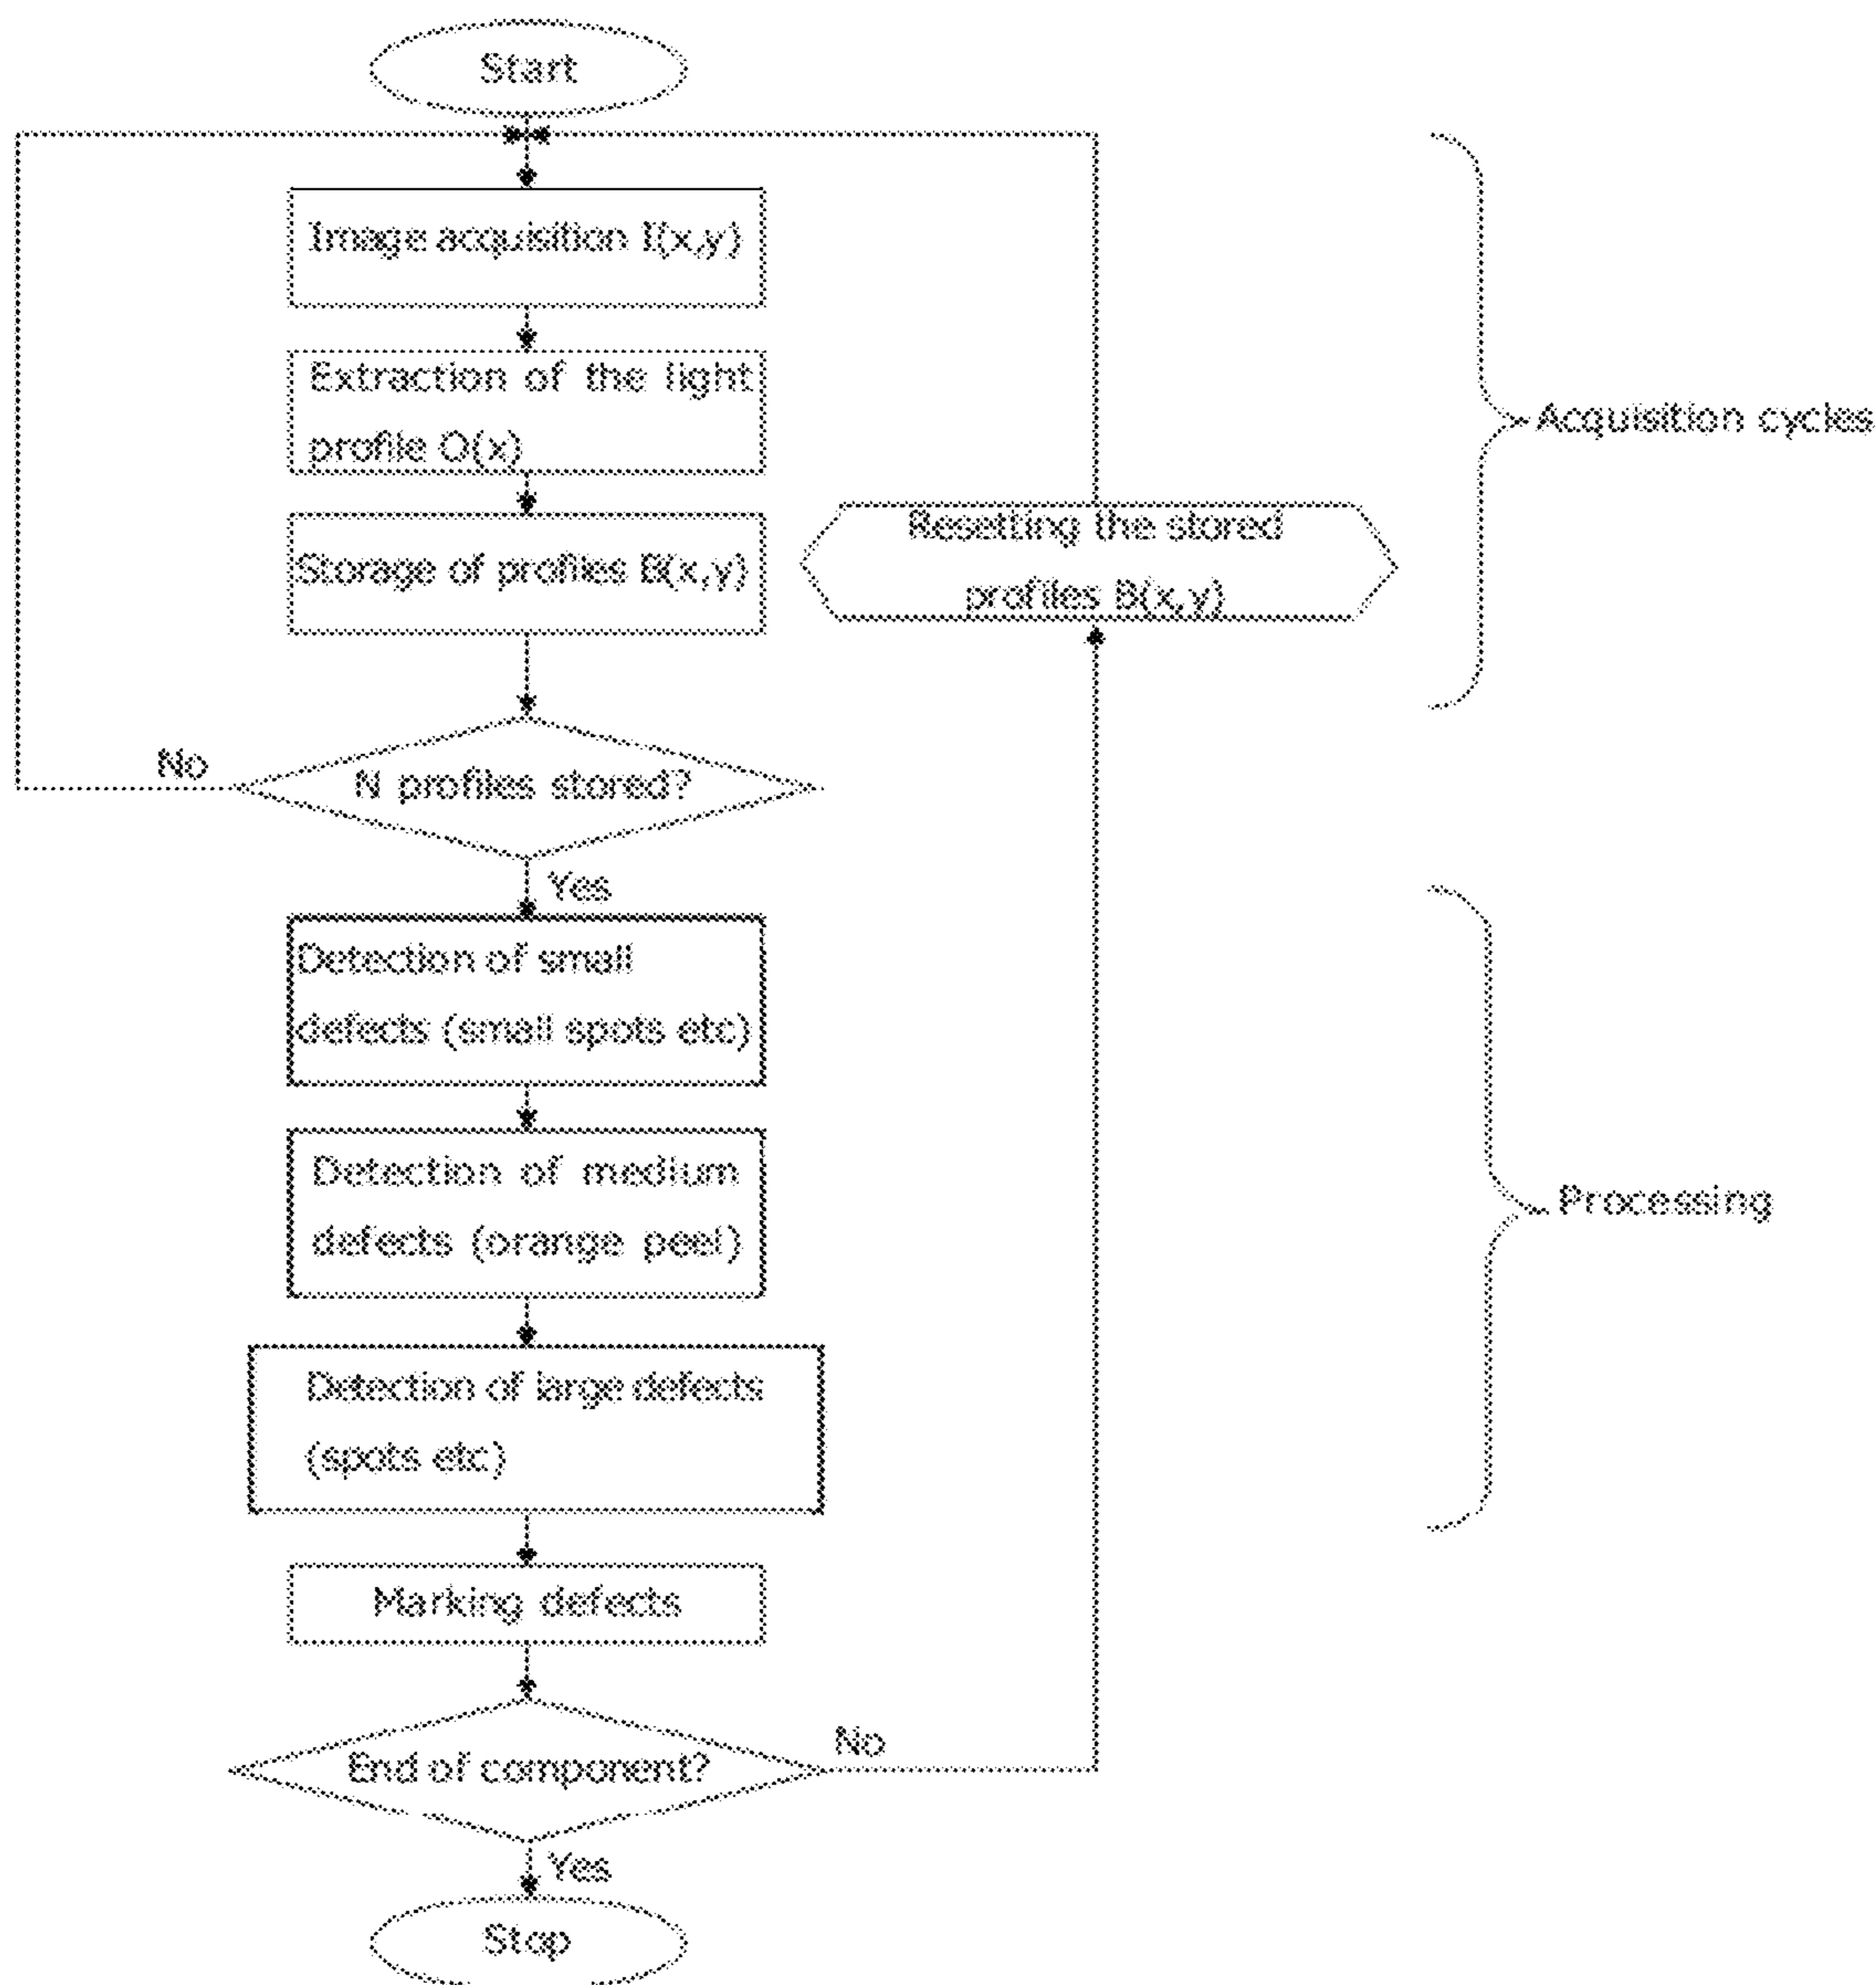 Start
Image acquisition I(x,y)
Extraction of the light
profile O(x)
Storage of profiles B(x,y)
Resetting the stored
profiles B(x,y)
Acquisition cycles
No
N profiles stored?
Yes
Detection of small
defects (small spots etc)
Detection of medium
defects (orange peel)
Processing
Detection of large defects
(spots etc)
Marking defects
No
End of component?
Yes
Stop